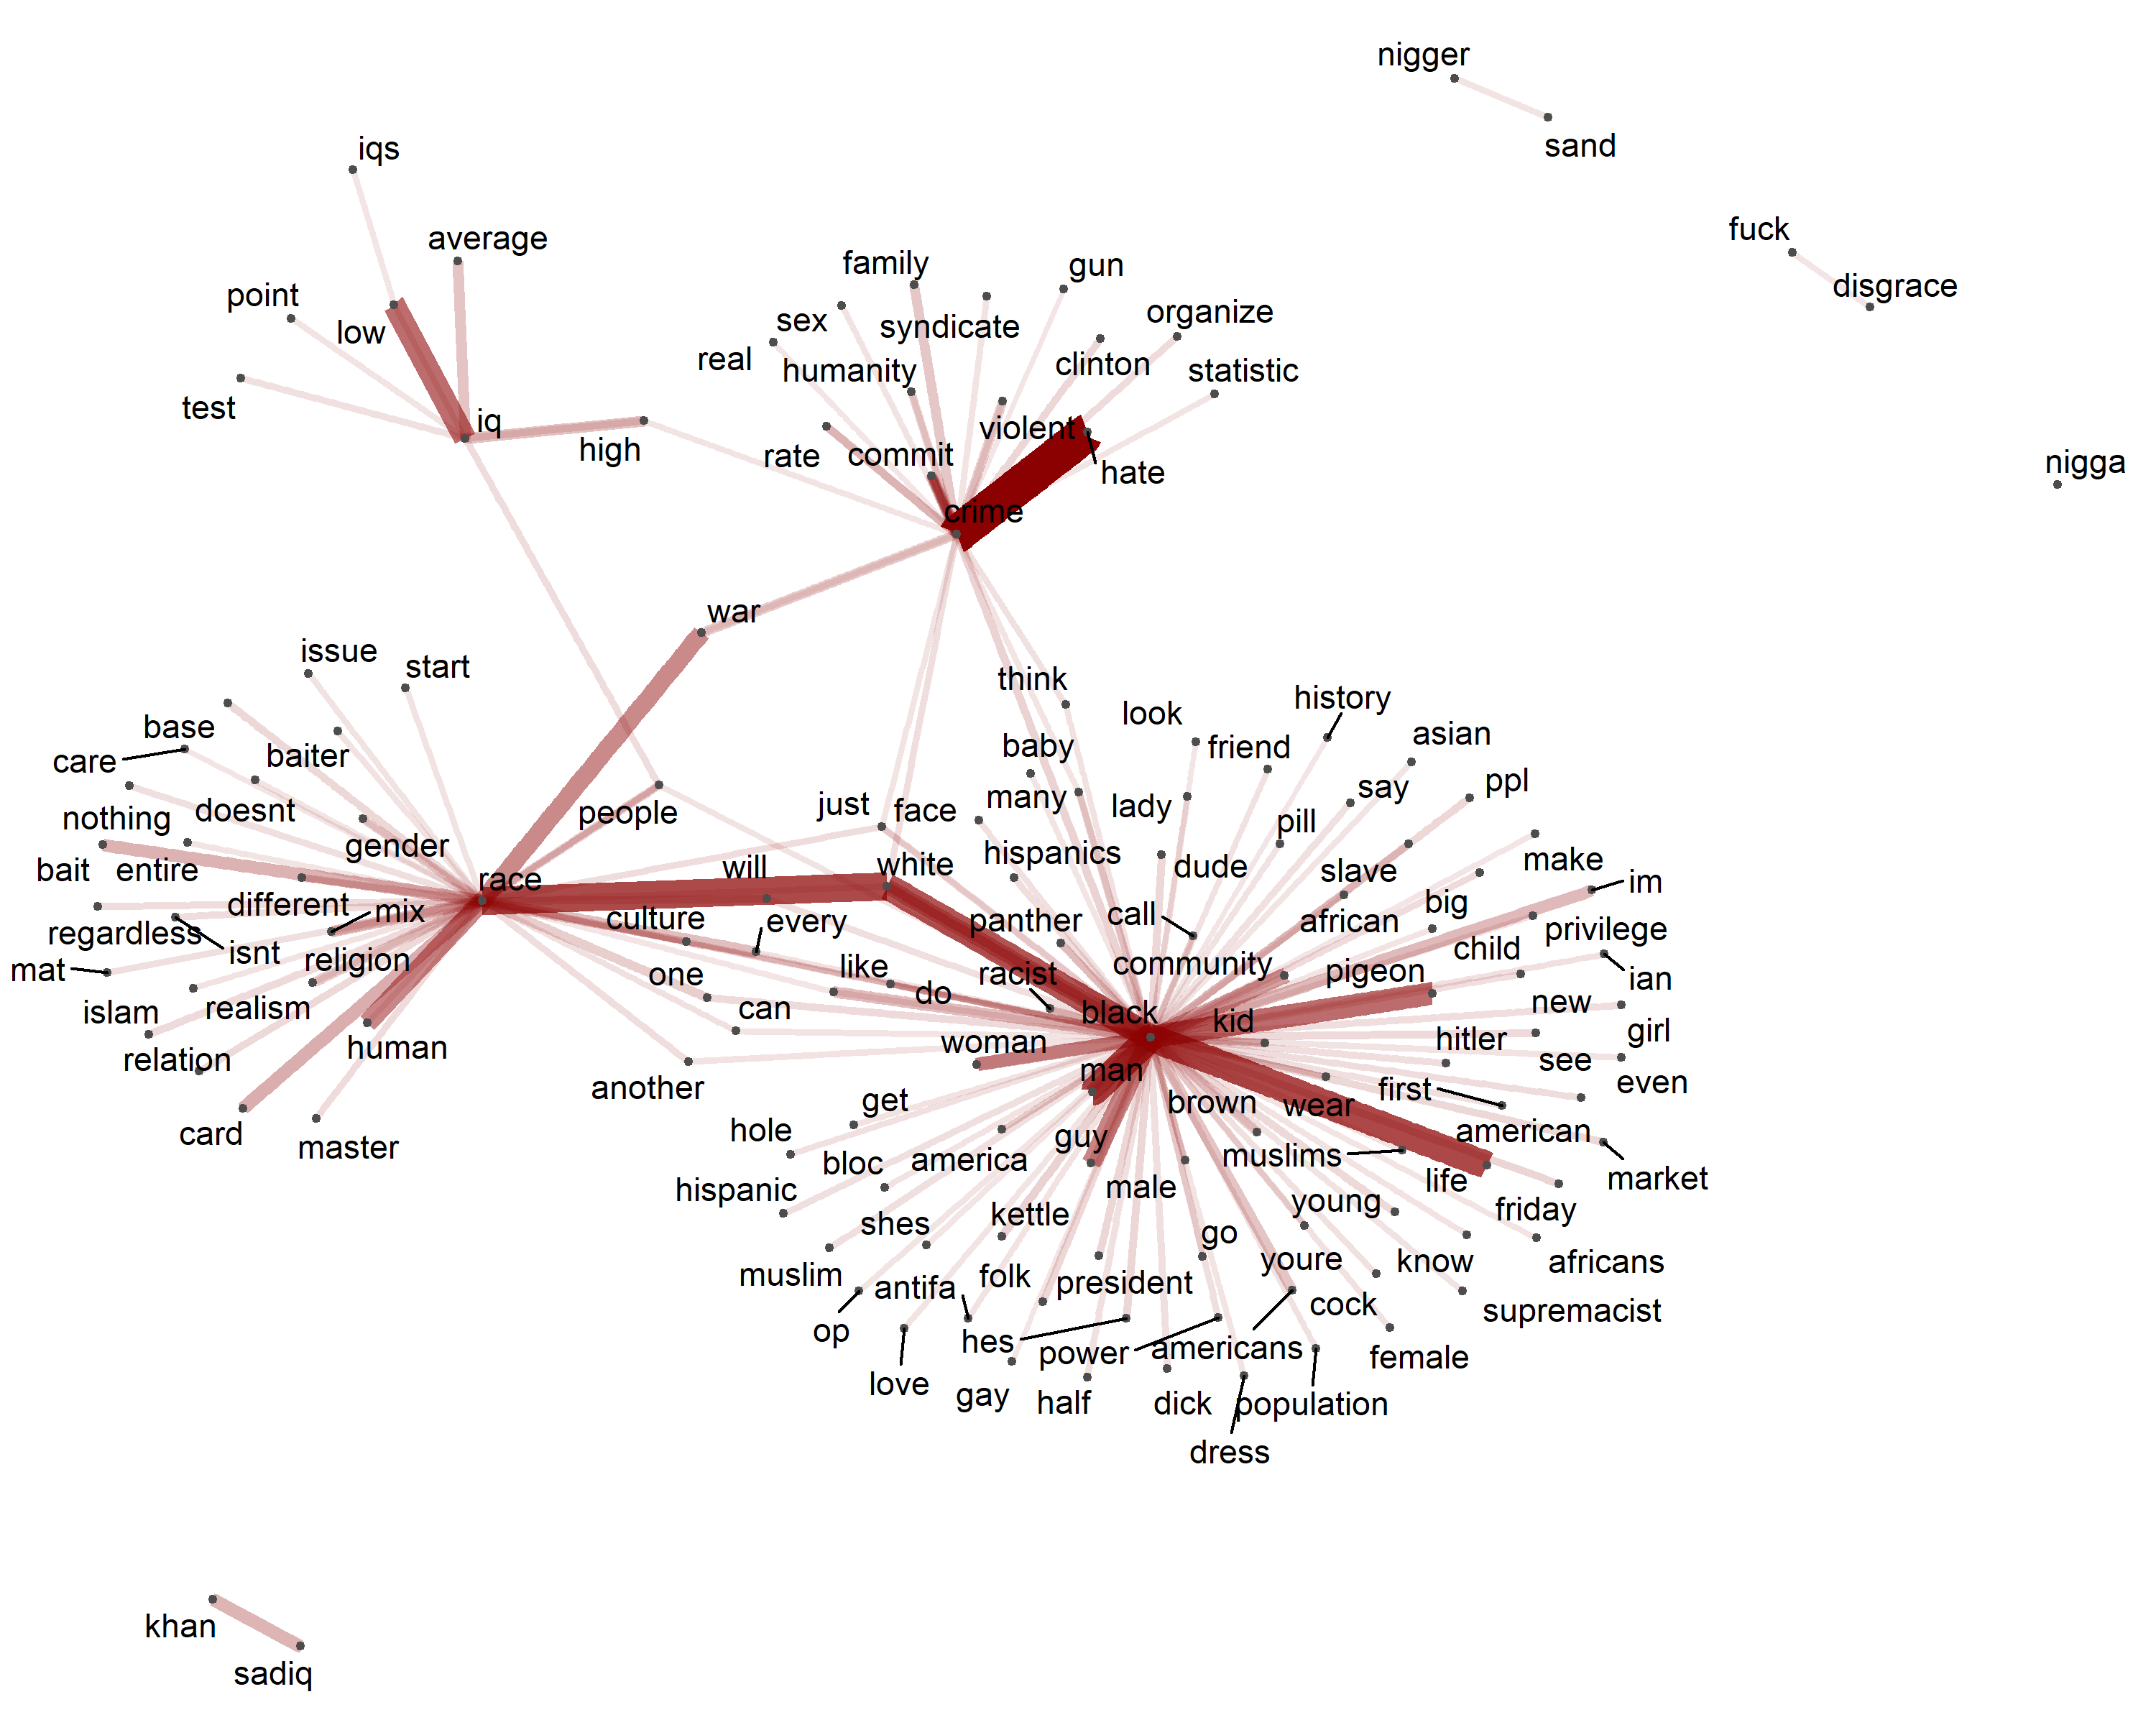 nigger
sand
iqs
fuck
average
disgrace
family
gun
point
low
sex
syndicate
organize
real
humanity
clinton
statistic
test
iq
high
violent
rate
commit
hate
nigga
crime
war
issue
start
think
look
history
base
baiter
baby
friend
asian
care
say
ppl
nothing
doesnt
people
just
face
many
lady
pill
gender
hispanics
bait
entire
race
will
white
dude
slave
make
im
different
mix
culture
every
panther
call
african
big
privilege
regardless
isnt
child
mat
religion
one
like
racist
community
pigeon
ian
islam
realism
can
do
black
kid
new
girl
relation
human
woman
hitler
see
another
man
first
even
get
brown
wear
card
master
hole
guy
american
bloc
america
muslims
life
market
hispanic
male
young
friday
shes
kettle
go
muslim
antifa
folk
president
youre
know
africans
op
cock
supremacist
hes
power
americans
female
love
gay
half
dick
population
dress
khan
sadiq